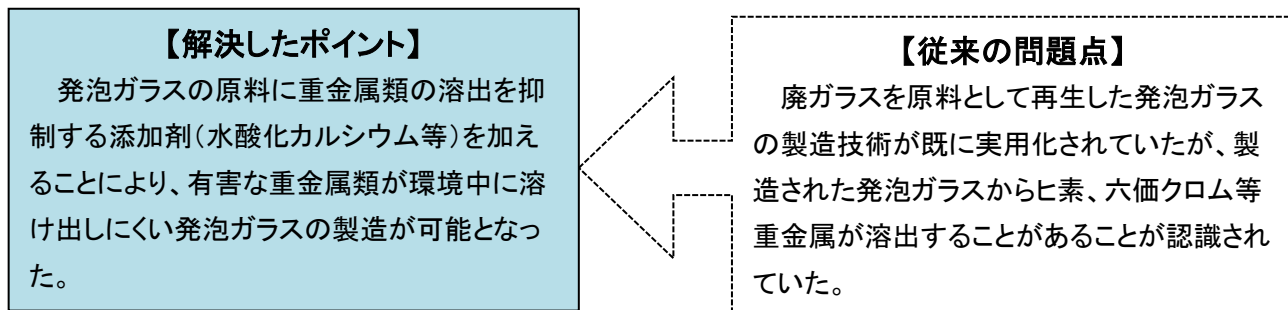 【解決したポイント】
発泡ガラスの原料に重金属類の溶出を抑
制する添加剤（水酸化カルシウム等）を加え
ることにより、有害な重金属類が環境中に溶
け出しにくい発泡ガラスの製造が可能となっ
た。
【従来の問題点】
廃ガラスを原料として再生した発泡ガラス
の製造技術が既に実用化されていたが、製
造された発泡ガラスからヒ素、六価クロム等
重金属が溶出することがあることが認識され
ていた。